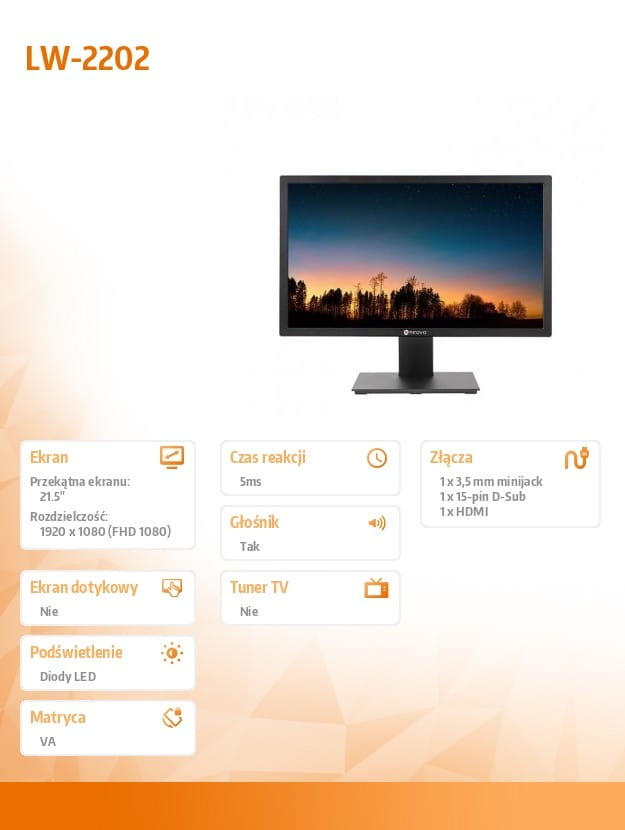 LW-2202
Ekran
Przekątna ekranu:
21.5"
Rozdzielczość:
1920 x 1080 (FHD 1080)
Czas reakcji
5ms
Głośnik
Tak
Złącza
1 x 3,5 mm minijack
1 x 15-pin D-Sub
1 x HDMI
Ekran dotykowy
Nie
Tuner TV
Nie
Podświetlenie
Diody LED
Matryca
VA